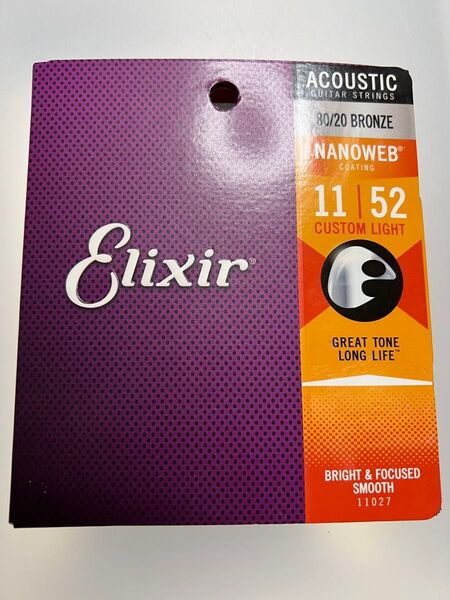 Elixir®
ACOUSTIC
GUITAR STRINGS
80/20 BRONZE
NANOWEB®
COATING
11 | 52
CUSTOM LIGHT
GREAT TONE
LONG LIFE™
BRIGHT & FOCUSED
SMOOTH
11027